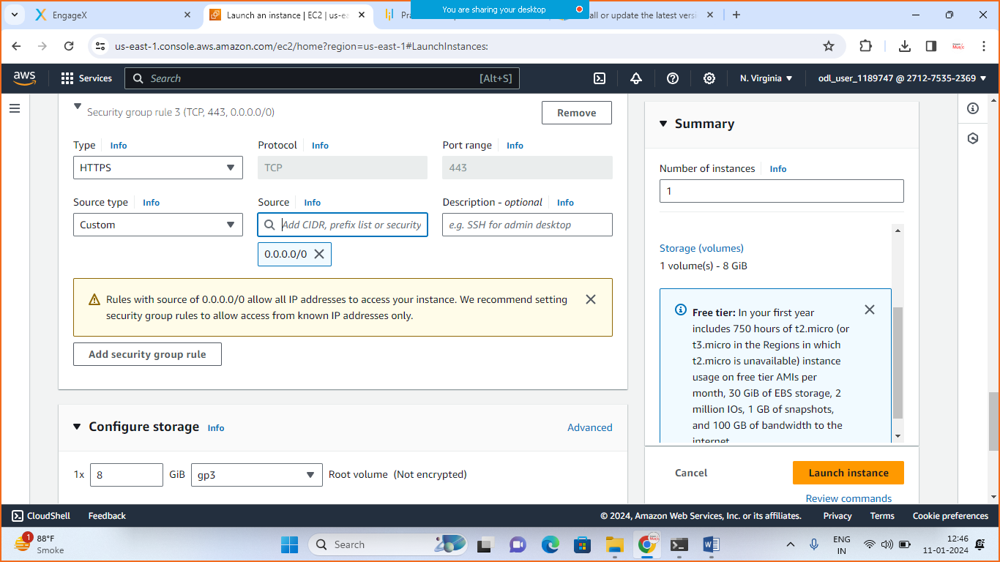 EngageX
Launch an instance | EC2 | us-ea
You are sharing your desktop
all or update the latest versi
us-east-1.console.aws.amazon.com/ec2/home?region=us-east-1#LaunchInstances:
aws
Services
Search
[Alt+S]
N. Virginia
odl_user_1189747 @ 2712-7535-2369
Security group rule 3 (TCP, 443, 0.0.0.0/0)
Remove
Type
Info
Protocol
Info
Port range
Info
HTTPS
TCP
443
Source type
Info
Source
Info
Description - optional
Info
Custom
Add CIDR, prefix list or security
e.g. SSH for admin desktop
0.0.0.0/0
Rules with source of 0.0.0.0/0 allow all IP addresses to access your instance. We recommend setting
security group rules to allow access from known IP addresses only.
Add security group rule
Configure storage
Info
Advanced
1x
8
GiB
gp3
Root volume (Not encrypted)
Summary
Number of instances
Info
1
Storage (volumes)
1 volume(s) - 8 GiB
Free tier: In your first year
includes 750 hours of t2.micro (or
t3.micro in the Regions in which
t2.micro is unavailable) instance
usage on free tier AMIs per
month, 30 GiB of EBS storage, 2
million IOs, 1 GB of snapshots,
and 100 GB of bandwidth to the
internet
Cancel
Launch instance
Review commands
CloudShell
Feedback
© 2024, Amazon Web Services, Inc. or its affiliates.
Privacy
Terms
Cookie preferences
1
88°F
Smoke
Search
ENG
IN
12:46
11-01-2024